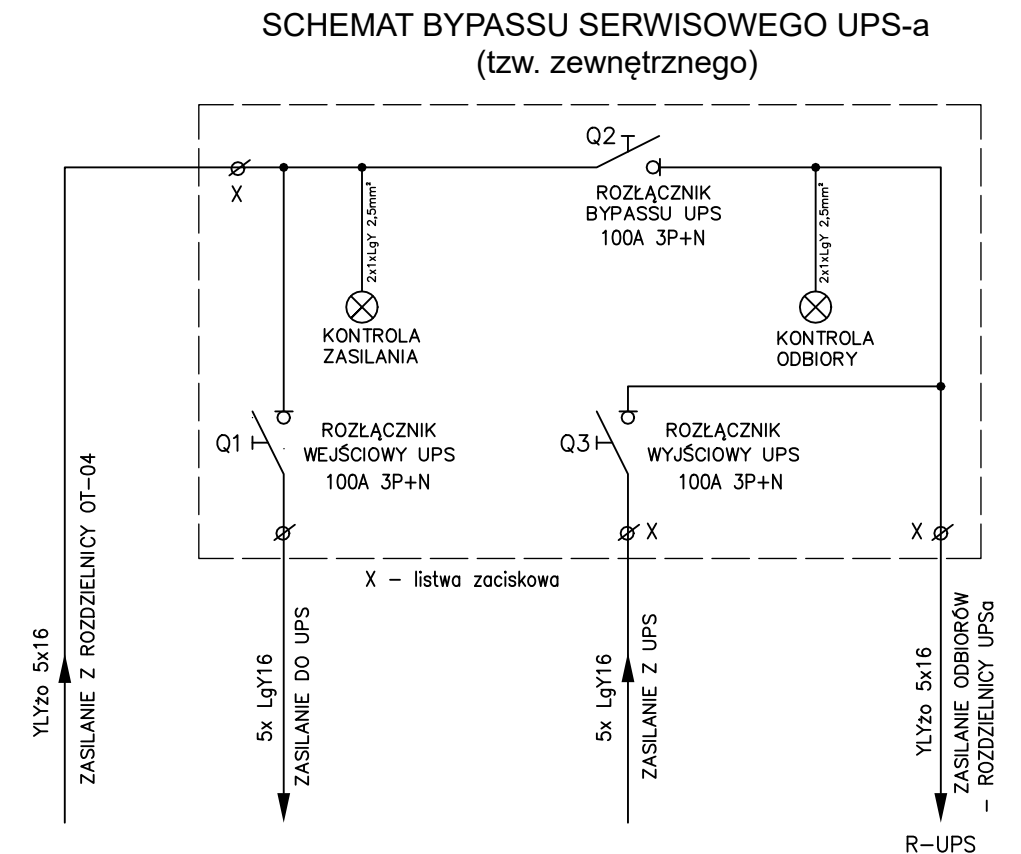 SCHEMAT BYPASSU SERWISOWEGO UPS-a
(tzw. zewnętrznego)
Q2
X
ROZŁĄCZNIK
BYPASSU UPS
100A 3P+N
2x1xLgY 2,5mm²
2x1xLgY 2,5mm²
KONTROLA
ZASILANIA
KONTROLA
ODBIORY
Q1
ROZŁĄCZNIK
WEJŚCIOWY UPS
100A 3P+N
Q3
ROZŁĄCZNIK
WYJŚCIOWY UPS
100A 3P+N
X
X
X – listwa zaciskowa
YLYżo 5x16
ZASILANIE Z ROZDZIELNICY OT–04
5x LgY16
ZASILANIE DO UPS
5x LgY16
ZASILANIE Z UPS
YLYżo 5x16
ZASILANIE ODBIORÓW
– ROZDZIELNICY UPSa
R–UPS